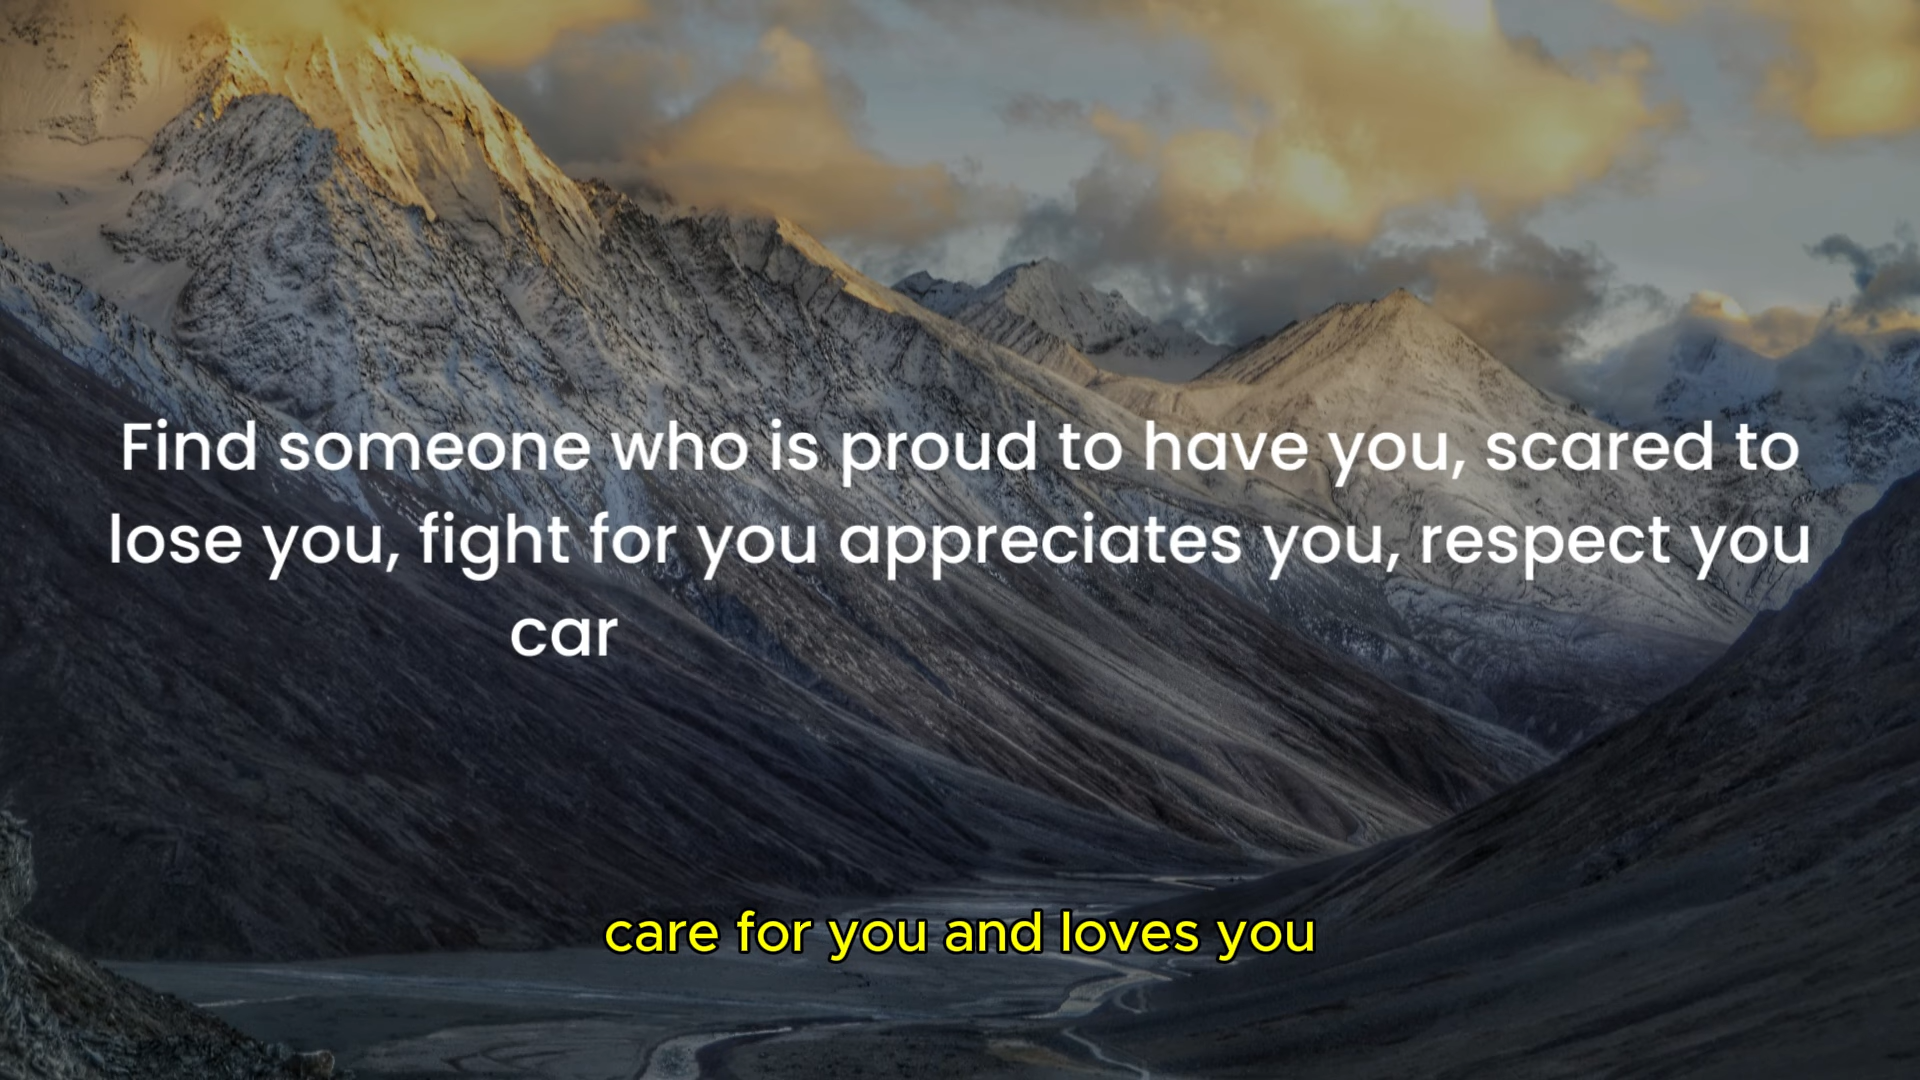 Find someone who is proud to have you, scared to
lose you, fight for you appreciates you, respect you
car
care for you and loves you